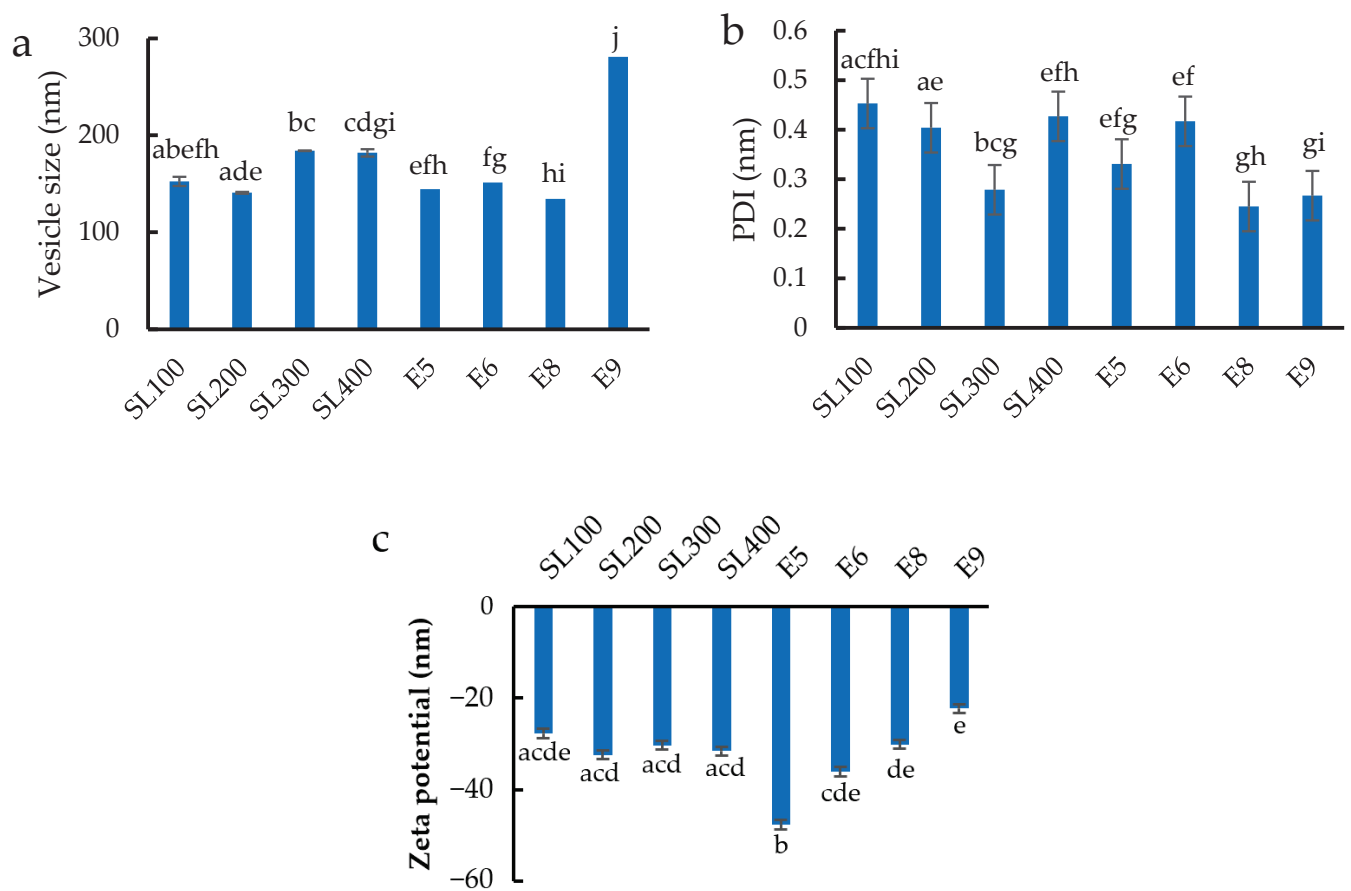 a
Vesicle size (nm)
300
200
100
0
abefh
ade
bc
cdgi
efh
fg
hi
j
SL100
SL200
SL300
SL400
E5
E6
E8
E9
b
PDI (nm)
0.6
0.5
0.4
0.3
0.2
0.1
0
acfhi
ae
bcg
efh
efg
ef
gh
gi
SL100
SL200
SL300
SL400
E5
E6
E8
E9
c
SL100
SL200
SL300
SL400
E5
E6
E8
E9
Zeta potential (nm)
0
−20
−40
−60
acde
acd
acd
acd
b
cde
de
e